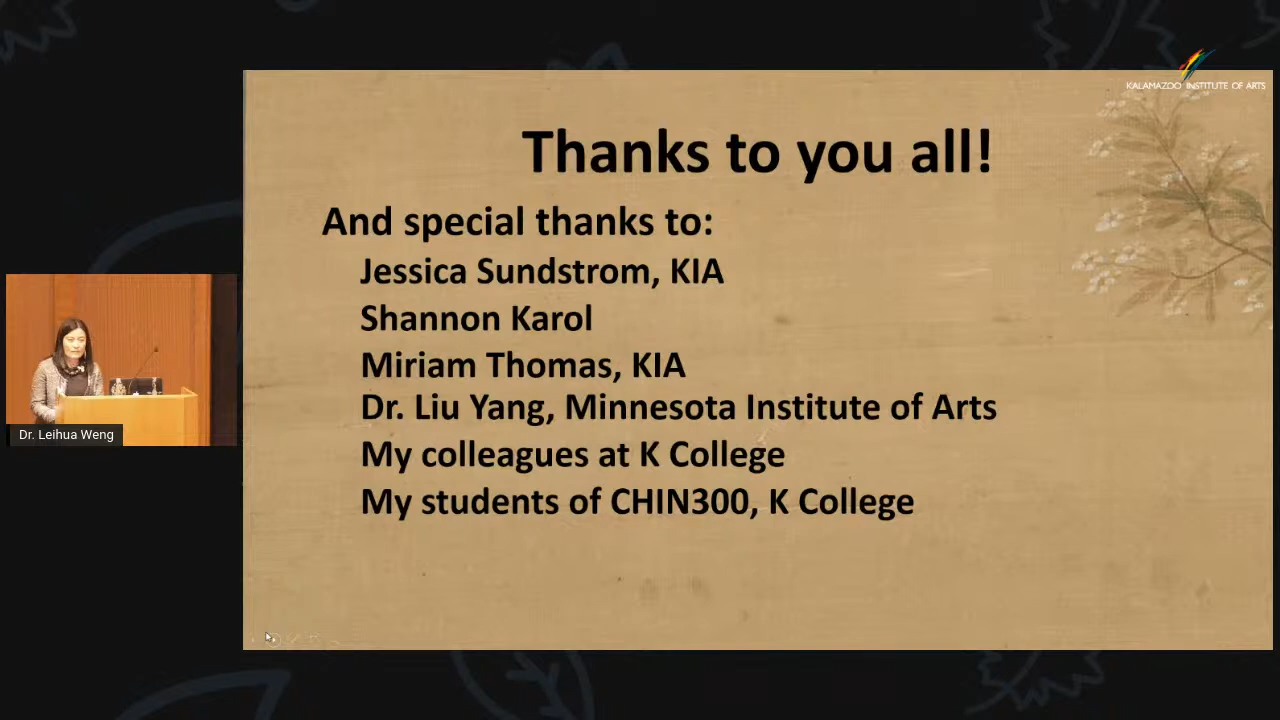 KALAMAZOO INSTITUTE OF ARTS
Thanks to you all!
And special thanks to:
Jessica Sundstrom, KIA
Shannon Karol
Miriam Thomas, KIA
Dr. Liu Yang, Minnesota Institute of Arts
My colleagues at K College
My students of CHIN300, K College
Dr. Leihua Weng